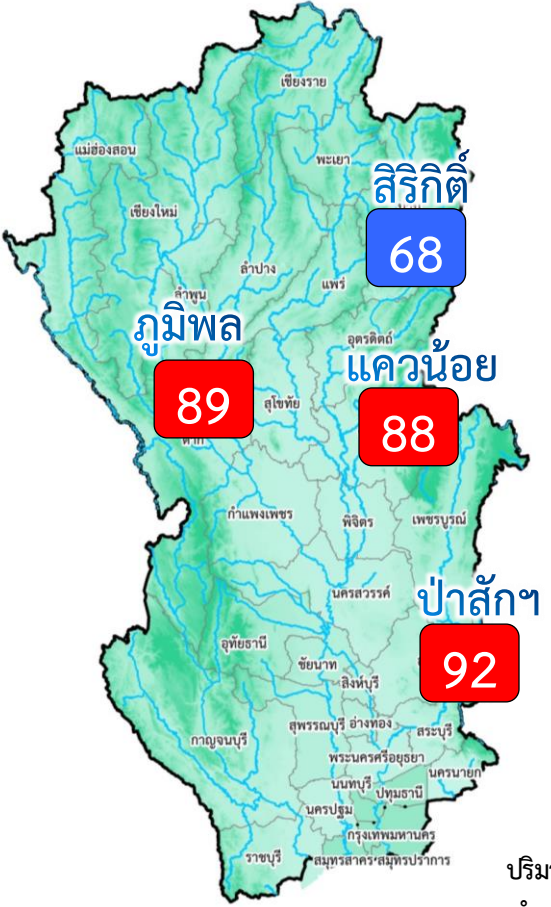 เชียงราย
แม่ฮ่องสอน
พะเยา
สิริกิติ์
เชียงใหม่
68
ลำปาง
แพร่
ลำพูน
ภูมิพล
อุตรดิตถ์
แควน้อย
89
สุโขทัย
88
ตาก
กำแพงเพชร
พิจิตร
เพชรบูรณ์
นครสวรรค์
ป่าสักฯ
อุทัยธานี
ชัยนาท
92
สิงห์บุรี
สุพรรณบุรี อ่างทอง
สระบุรี
กาญจนบุรี
พระนครศรีอยุธยา
นครนายก
นนทบุรี
ปทุมธานี
นครปฐม
กรุงเทพมหานคร
ราชบุรี
สมุทรสาคร สมุทรปราการ